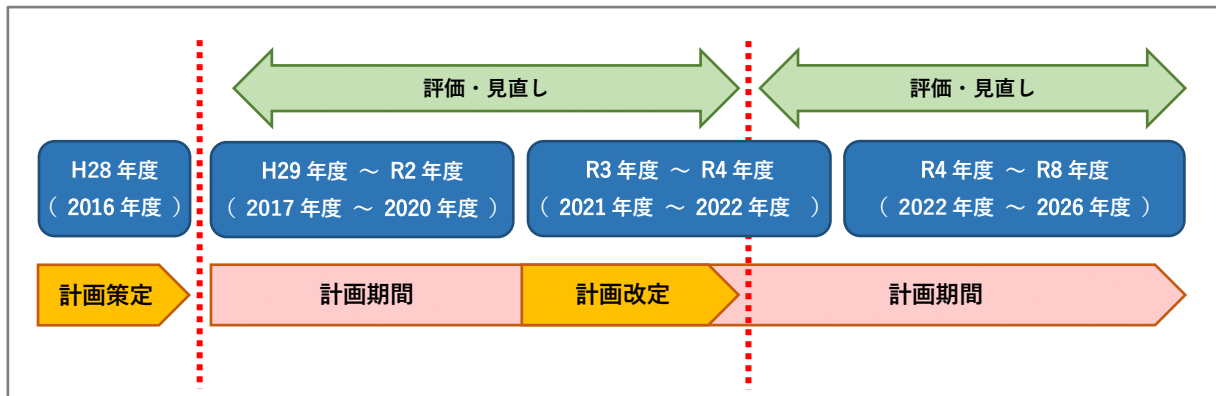 評価・見直し
評価・見直し
H28 年度
（ 2016 年度 ）
H29 年度 ～ R2 年度
（ 2017 年度 ～ 2020 年度 ）
R3 年度 ～ R4 年度
（ 2021 年度 ～ 2022 年度 ）
R4 年度 ～ R8 年度
（ 2022 年度 ～ 2026 年度 ）
計画策定
計画期間
計画改定
計画期間